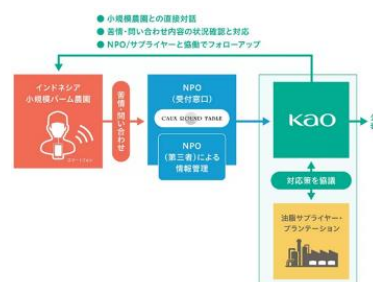 ● 小規模農園との直接対話
● 苦情・問い合わせ内容の状況確認と対応
● NPO/サプライヤーと協働でフォローアップ
インドネシア
小規模パーム農園
苦情・問い合わせ
NPO
(受付窓口)
CAUX ROUND TABLE
NPO
(第三者)による
情報管理
Kao
対応策を協議
油脂サプライヤー・
プランテーション